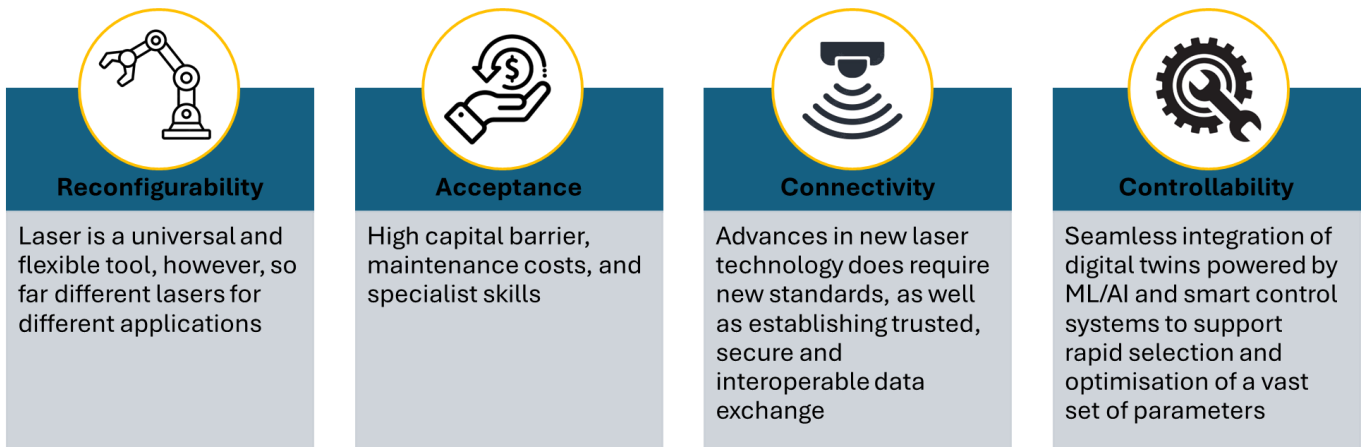 Reconfigurability
Laser is a universal and
flexible tool, however, so
far different lasers for
different applications
Acceptance
High capital barrier,
maintenance costs, and
specialist skills
Connectivity
Advances in new laser
technology does require
new standards, as well
as establishing trusted,
secure and
interoperable data
exchange
Controllability
Seamless integration of
digital twins powered by
ML/AI and smart control
systems to support
rapid selection and
optimisation of a vast
set of parameters